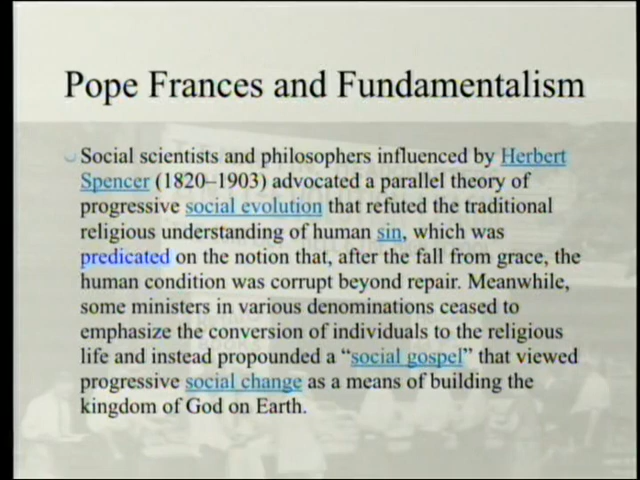 Pope Frances and Fundamentalism
Social scientists and philosophers influenced by Herbert
Spencer (1820–1903) advocated a parallel theory of
progressive social evolution that refuted the traditional
religious understanding of human sin, which was
predicated on the notion that, after the fall from grace, the
human condition was corrupt beyond repair. Meanwhile,
some ministers in various denominations ceased to
emphasize the conversion of individuals to the religious
life and instead propounded a “social gospel” that viewed
progressive social change as a means of building the
kingdom of God on Earth.